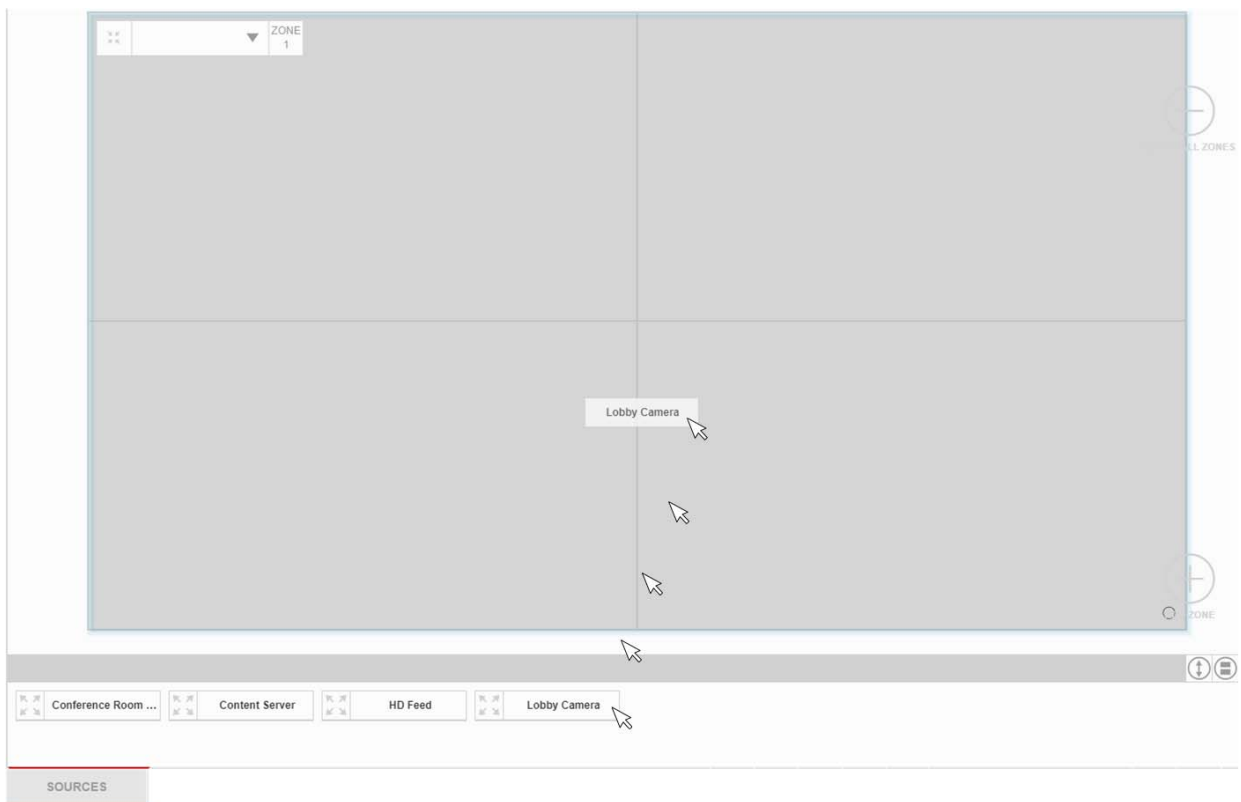 ZONE
1
LL ZONES
Lobby Camera
ZONE
Conference Room ...
Content Server
HD Feed
Lobby Camera
SOURCES